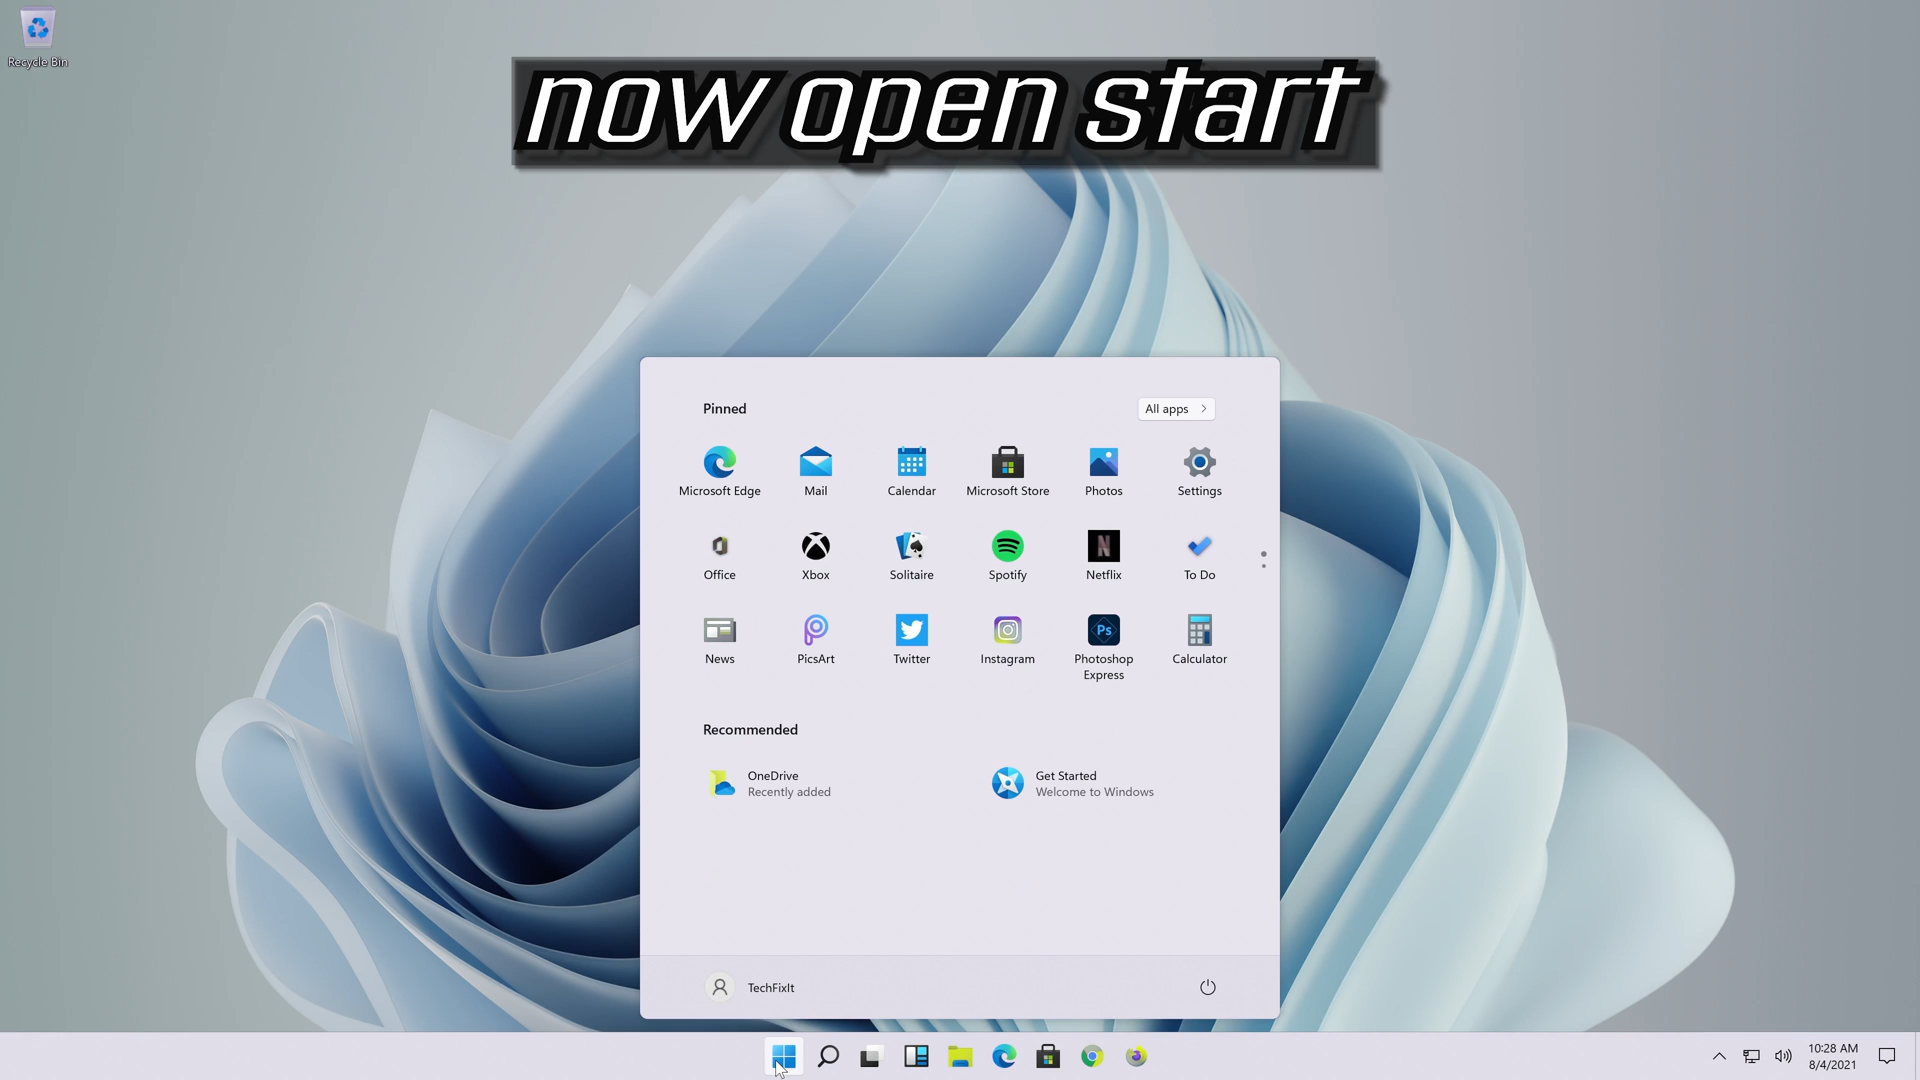 Recycle Bin
now open start
Pinned
All apps
Microsoft Edge
Mail
Calendar
Microsoft Store
Photos
Settings
Office
Xbox
Solitaire
Spotify
Netflix
To Do
News
PicsArt
Twitter
Instagram
Photoshop
Express
Calculator
Recommended
OneDrive
Recently added
Get Started
Welcome to Windows
TechFixIt
10:28 AM
8/4/2021